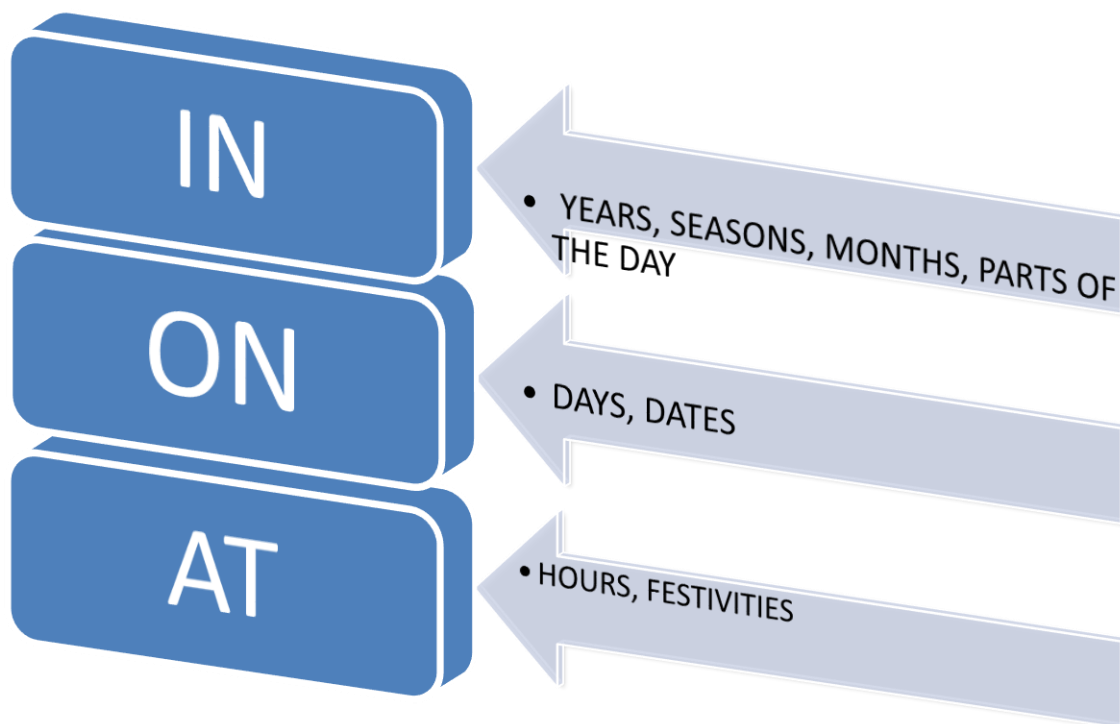 IN
• YEARS, SEASONS, MONTHS, PARTS OF
THE DAY
ON
• DAYS, DATES
AT
• HOURS, FESTIVITIES